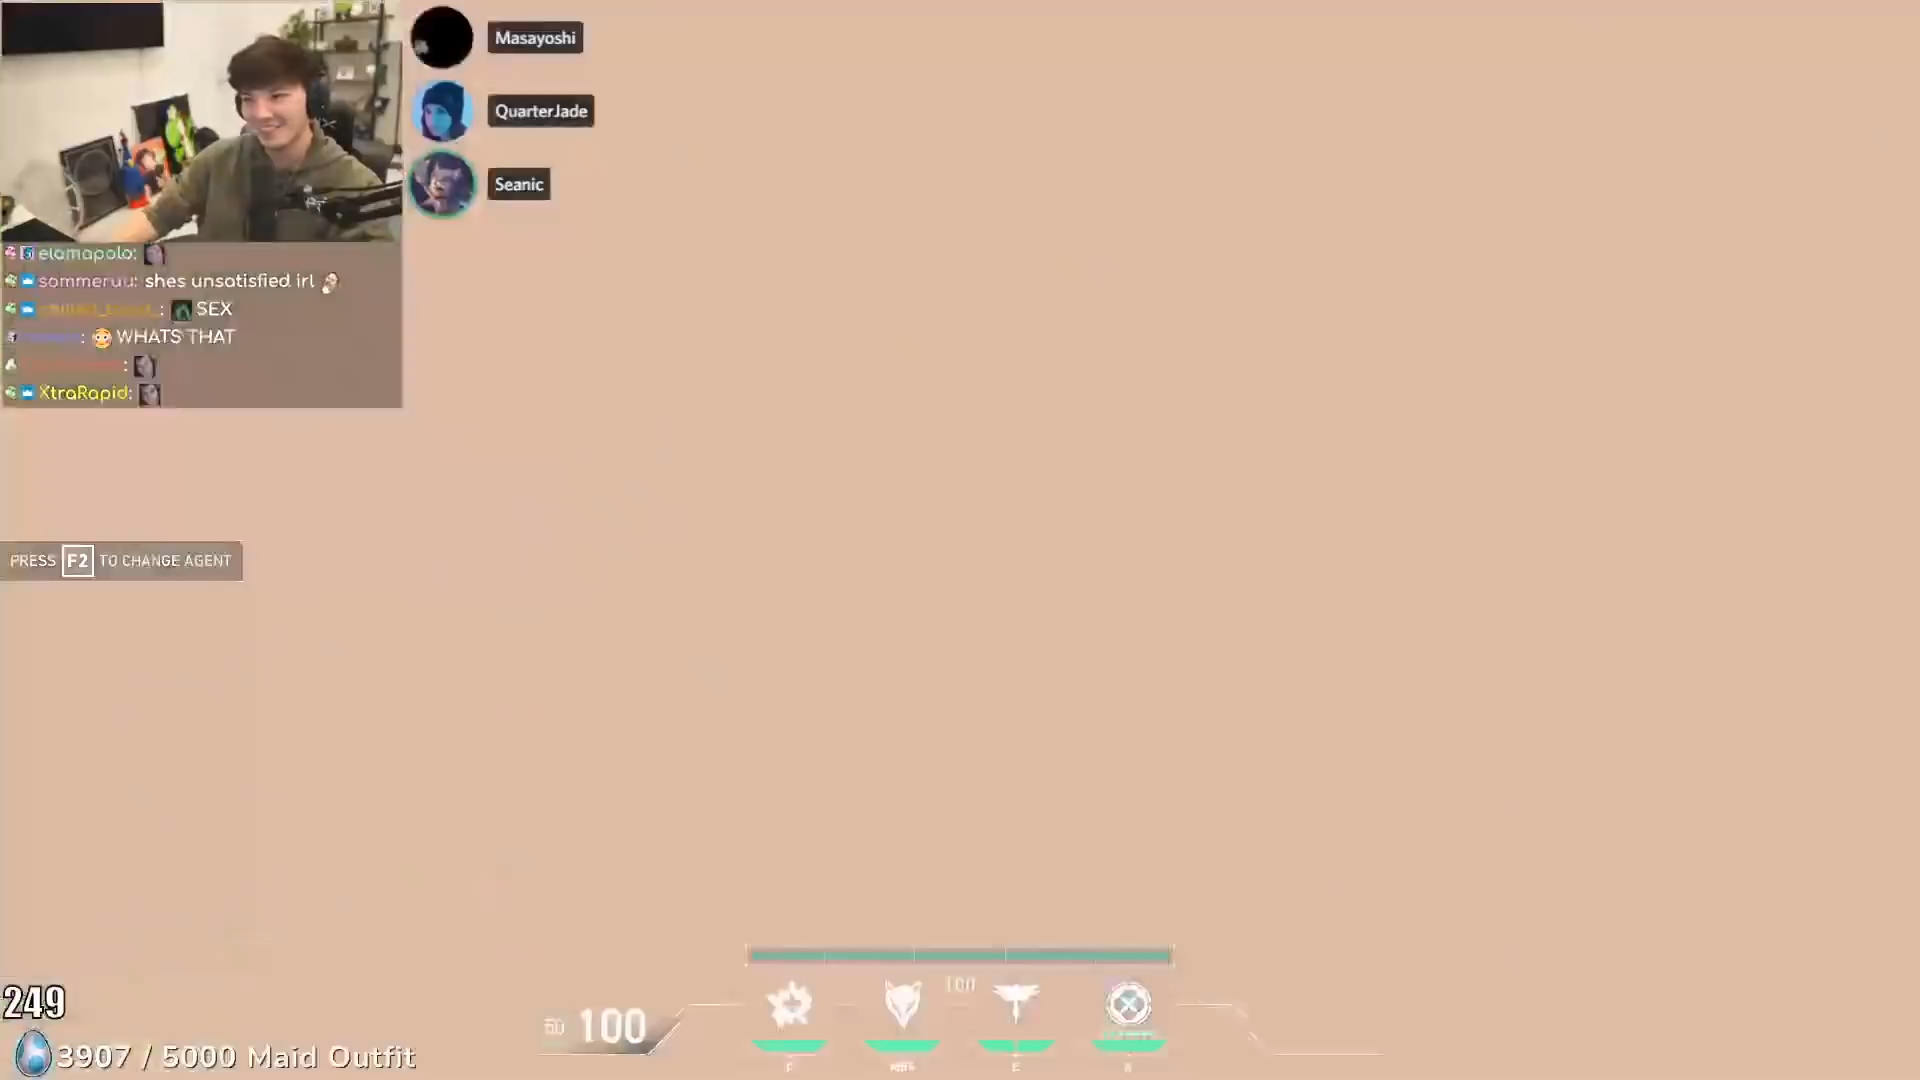 Masayoshi
QuarterJade
Seanic
elamapolo:
sommeruu: shes unsatisfied irl
: SEX
: WHATS THAT
:
XtraRapid:
PRESS F2 TO CHANGE AGENT
249
3907 / 5000 Maid Outfit
50 100
100
E